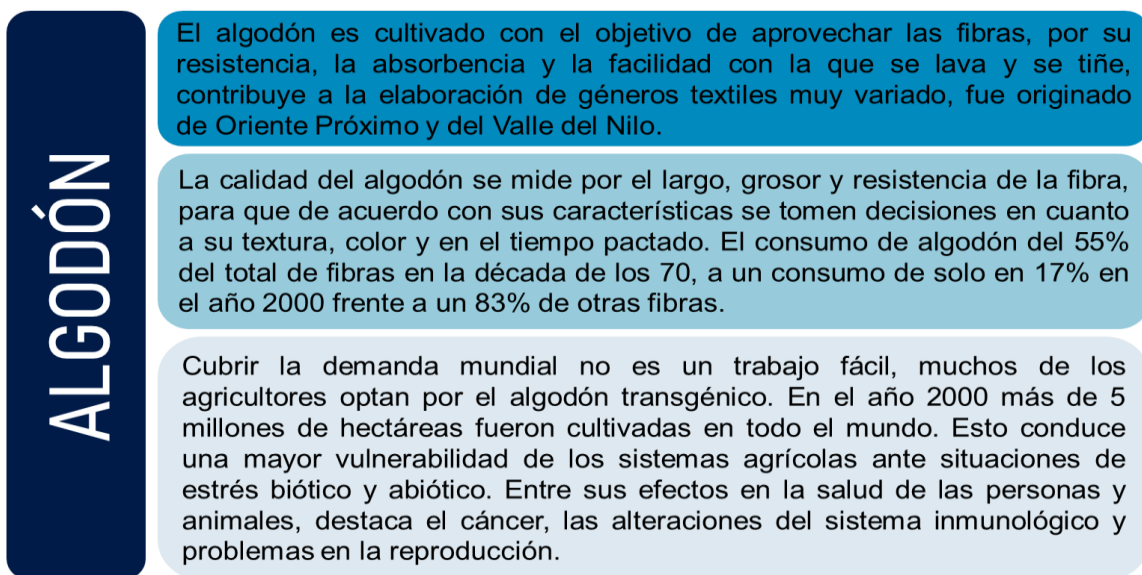 ALGODÓN
El algodón es cultivado con el objetivo de aprovechar las fibras, por su
resistencia, la absorbencia y la facilidad con la que se lava y se tiñe,
contribuye a la elaboración de géneros textiles muy variado, fue originado
de Oriente Próximo y del Valle del Nilo.
La calidad del algodón se mide por el largo, grosor y resistencia de la fibra,
para que de acuerdo con sus características se tomen decisiones en cuanto
a su textura, color y en el tiempo pactado. El consumo de algodón del 55%
del total de fibras en la década de los 70, a un consumo de solo en 17% en
el año 2000 frente a un 83% de otras fibras.
Cubrir la demanda mundial no es un trabajo fácil, muchos de los
agricultores optan por el algodón transgénico. En el año 2000 más de 5
millones de hectáreas fueron cultivadas en todo el mundo. Esto conduce
una mayor vulnerabilidad de los sistemas agrícolas ante situaciones de
estrés biótico y abiótico. Entre sus efectos en la salud de las personas y
animales, destaca el cáncer, las alteraciones del sistema inmunológico y
problemas en la reproducción.